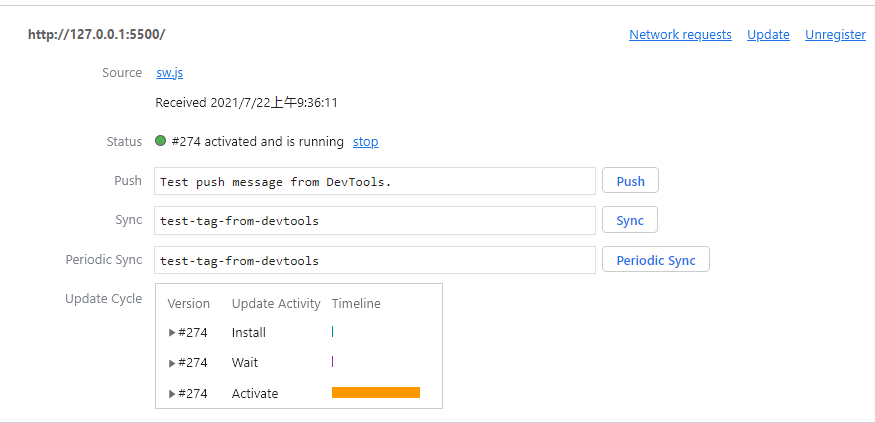 http://127.0.0.1:5500/ Network requests Update Unregister
Source sw.js
Received 2021/7/22上午9:36:11
Status #274 activated and is running stop
Push Test push message from DevTools. Push
Sync test-tag-from-devtools Sync
Periodic Sync test-tag-from-devtools Periodic Sync
Update Cycle Version Update Activity Timeline
#274 Install
#274 Wait
#274 Activate